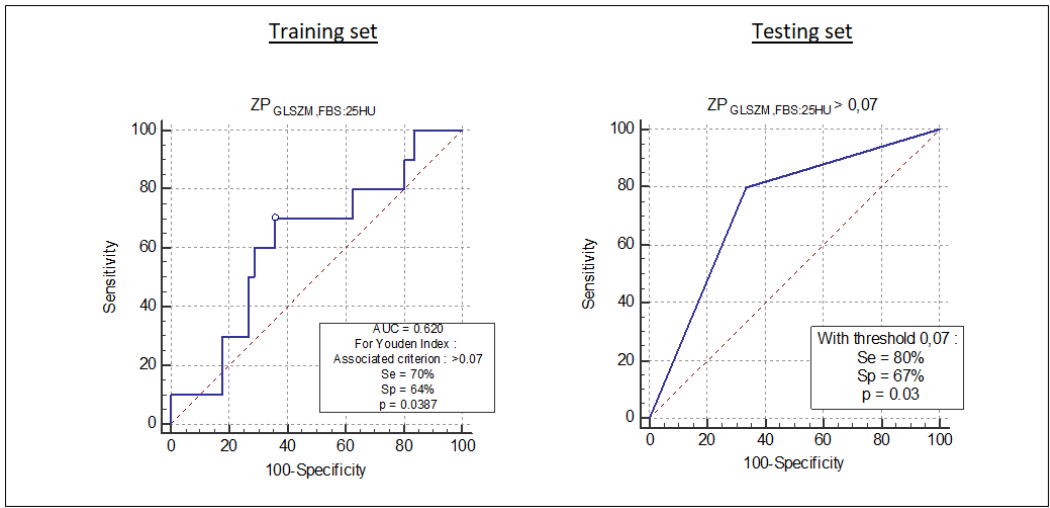 Training set
ZP GLSZM,FBS:25HU
100
80
60
40
20
0
Sensitivity
AUC = 0.620
For Youden Index :
Associated criterion : >0.07
Se = 70%
Sp = 64%
p = 0.0387
0 20 40 60 80 100
100-Specificity
Testing set
ZP GLSZM,FBS:25HU > 0,07
100
80
60
40
20
0
Sensitivity
With threshold 0,07 :
Se = 80%
Sp = 67%
p = 0.03
0 20 40 60 80 100
100-Specificity